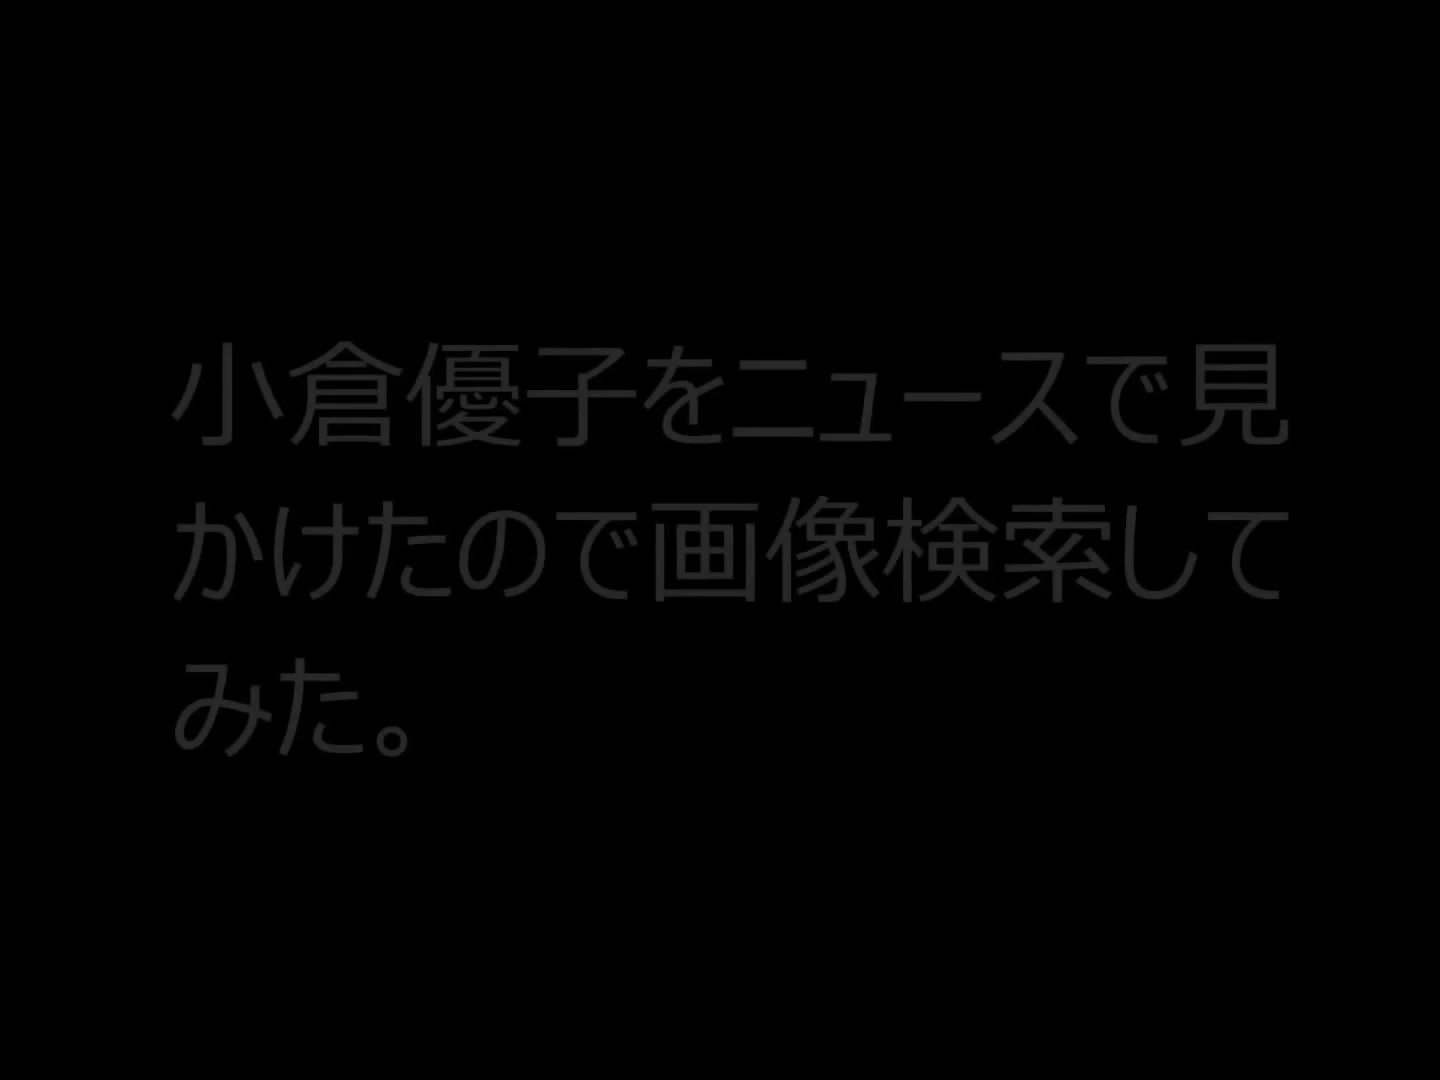 小倉優子をニュースで見
かけたので画像検索して
みた。